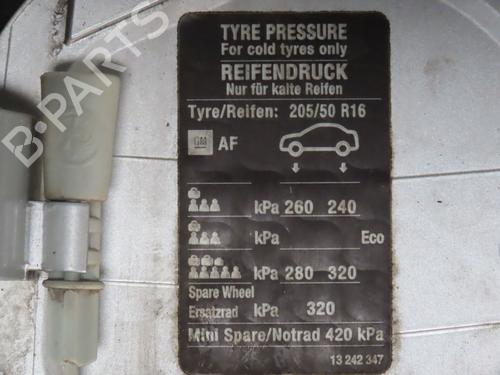 TYRE PRESSURE
For cold tyres only
REIFENDRUCK
Nur für kalte Reifen
Tyre/Reifen: 205/50 R16
GM AF
kPa 260 240
kPa Eco
kPa 280 320
Spare Wheel
Ersatzrad kPa 320
Mini Spare/Notrad 420 kPa
13 242 347
B-PARTS